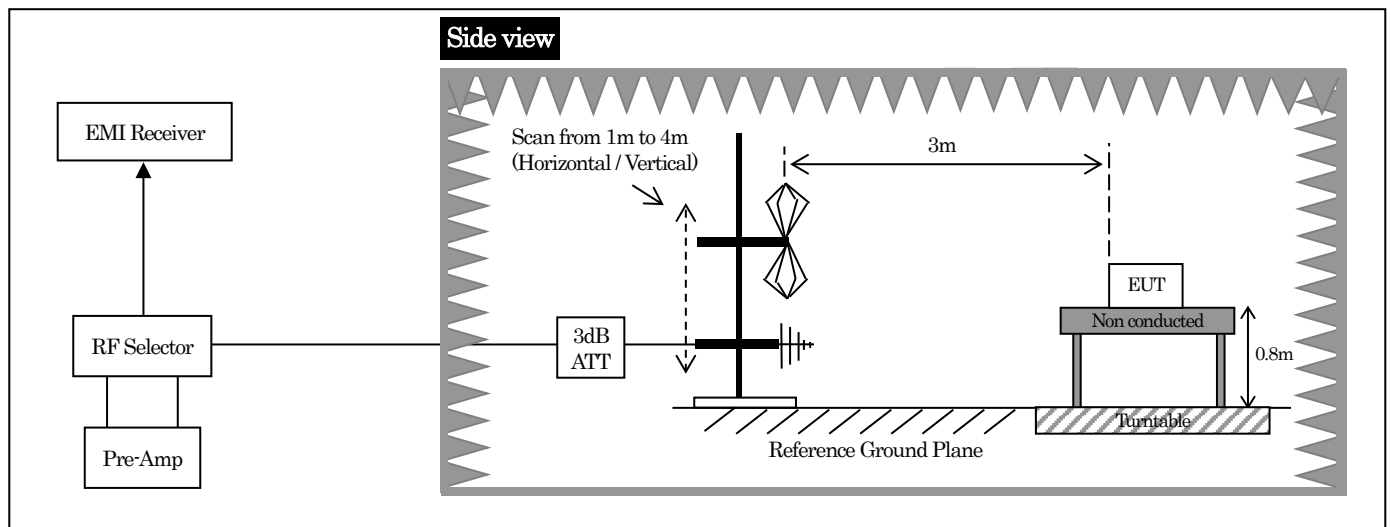 Side view
EMI Receiver
Scan from 1m to 4m
(Horizontal / Vertical)
3m
EUT
Non conducted
0.8m
RF Selector
3dB
ATT
Turntable
Reference Ground Plane
Pre-Amp